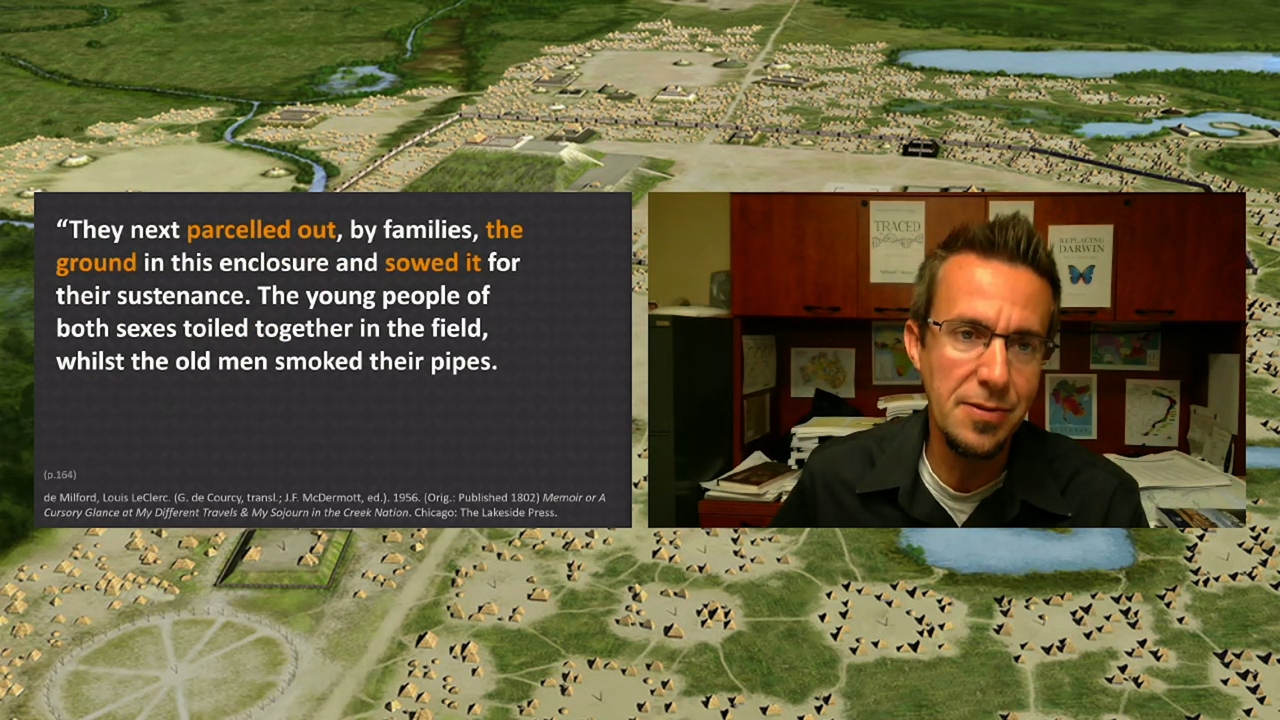 “They next parcelled out, by families, the
ground in this enclosure and sowed it for
their sustenance. The young people of
both sexes toiled together in the field,
whilst the old men smoked their pipes.
(p.164)
de Milford, Louis LeClerc. (G. de Courcy, transl.; J.F. McDermott, ed.). 1956. (Orig.: Published 1802) Memoir or A
Cursory Glance at My Different Travels & My Sojourn in the Creek Nation. Chicago: The Lakeside Press.
TRACED
REPLACING
DARWIN